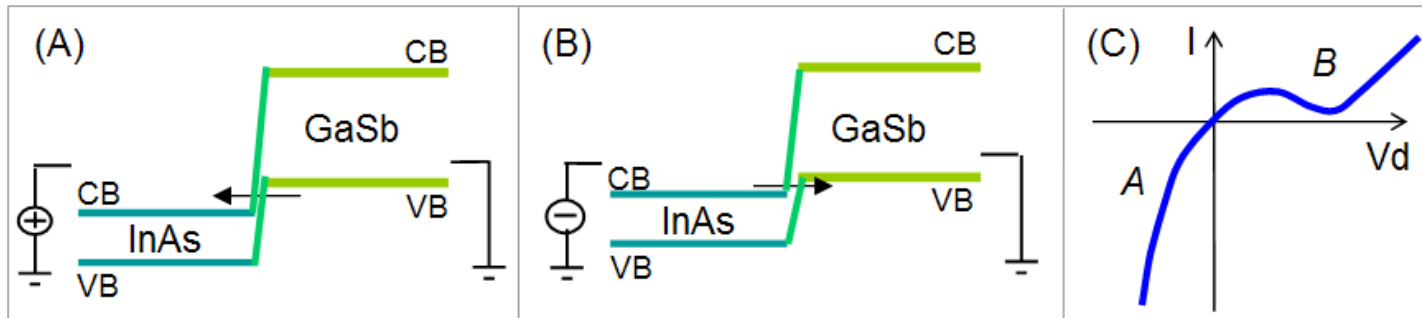 (A)
CB
GaSb
CB
VB
InAs
VB
+
(B)
CB
GaSb
CB
VB
InAs
VB
−
(C)
I
B
Vd
A